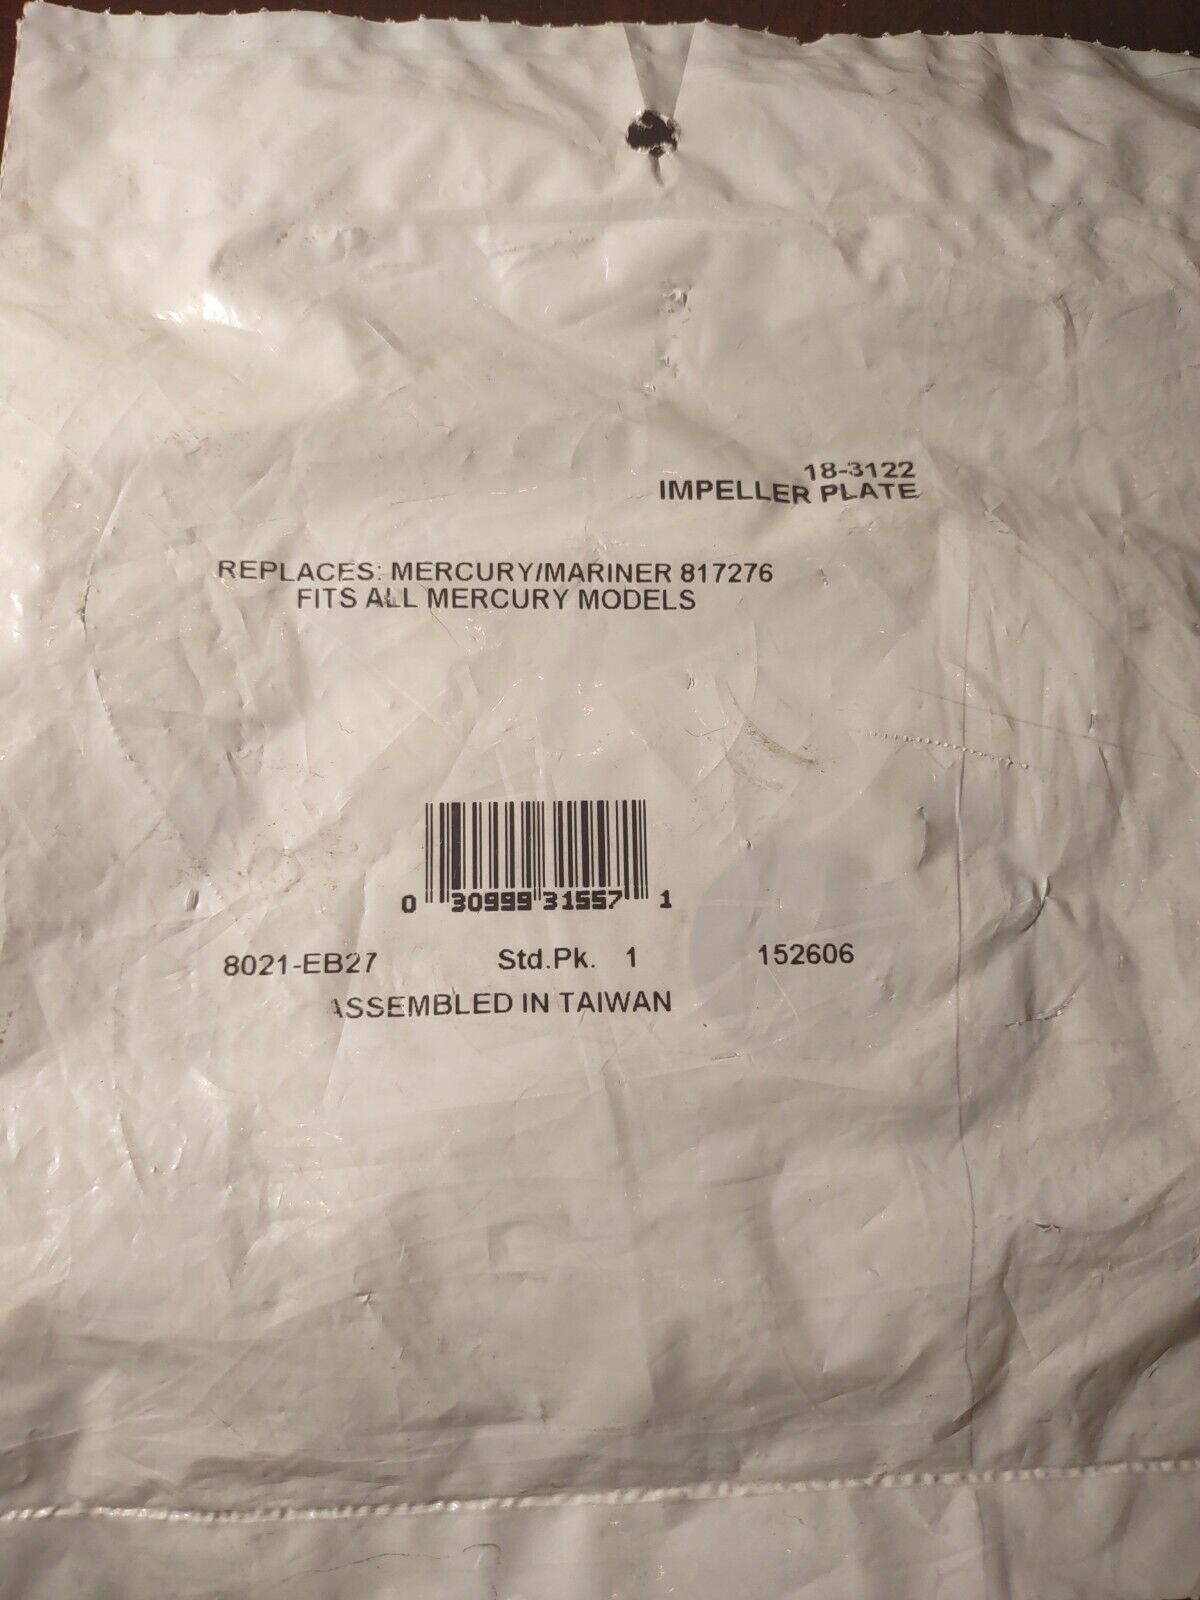 18-3122
IMPELLER PLATE
REPLACES: MERCURY/MARINER 817276
FITS ALL MERCURY MODELS
0 30999 31557 1
8021-EB27 Std.Pk. 1 152606
ASSEMBLED IN TAIWAN